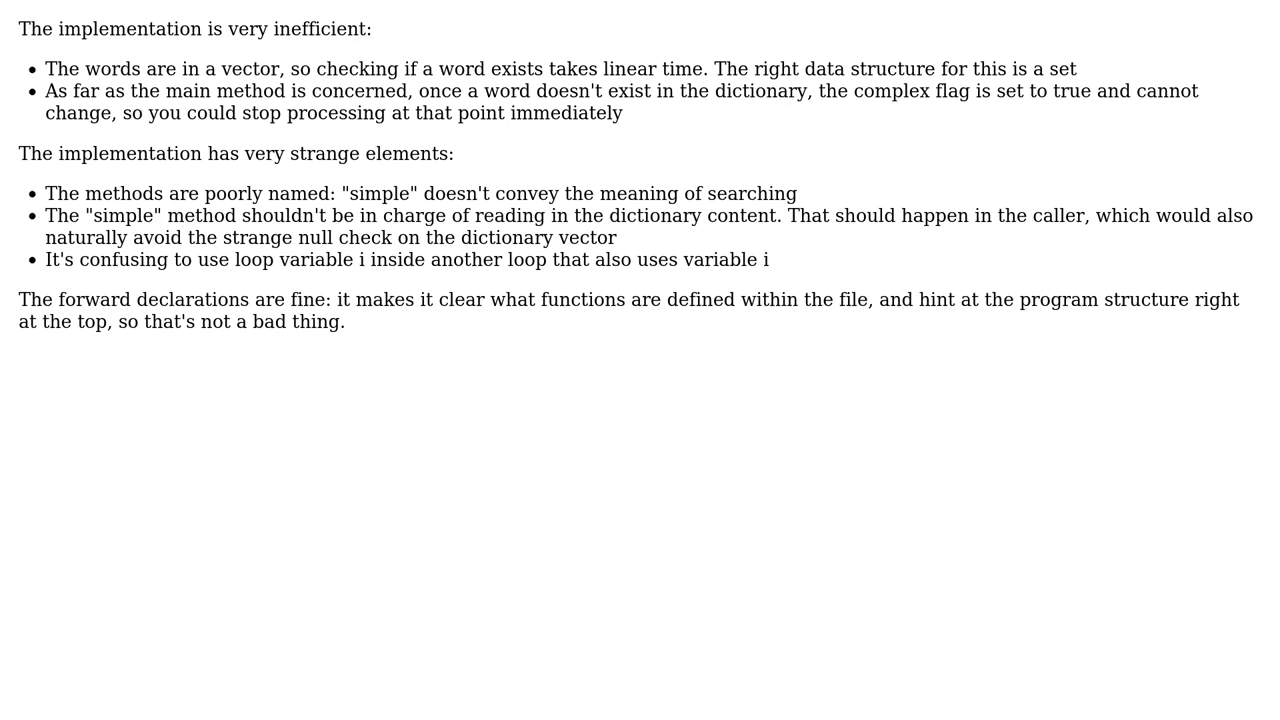 The implementation is very inefficient:
• The words are in a vector, so checking if a word exists takes linear time. The right data structure for this is a set
• As far as the main method is concerned, once a word doesn't exist in the dictionary, the complex flag is set to true and cannot
change, so you could stop processing at that point immediately
The implementation has very strange elements:
• The methods are poorly named: "simple" doesn't convey the meaning of searching
• The "simple" method shouldn't be in charge of reading in the dictionary content. That should happen in the caller, which would also
naturally avoid the strange null check on the dictionary vector
• It's confusing to use loop variable i inside another loop that also uses variable i
The forward declarations are fine: it makes it clear what functions are defined within the file, and hint at the program structure right
at the top, so that's not a bad thing.